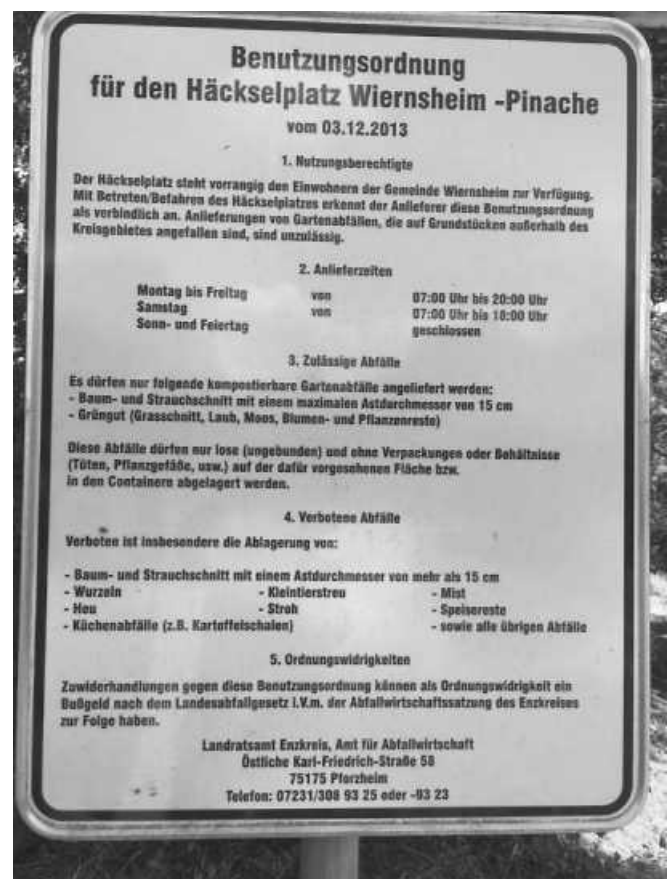 Benutzungsordnung
für den Häckselplatz Wiernsheim -Pinache
vom 03.12.2013
1. Nutzungsberechtigte
Der Häckselplatz steht vorrangig den Einwohnern der Gemeinde Wiernsheim zur Verfügung.
Mit Betreten/Befahren des Häckselplatzes erkennt der Anlieferer diese Benutzungsordnung
als verbindlich an. Anlieferungen von Gartenabfällen, die auf Grundstücken außerhalb des
Kreisgebietes angefallen sind, sind unzulässig.
2. Anlieferzeiten
Montag bis Freitag von 07:00 Uhr bis 20:00 Uhr
Samstag von 07:00 Uhr bis 18:00 Uhr
Sonn- und Feiertag geschlossen
3. Zulässige Abfälle
Es dürfen nur folgende kompostierbare Gartenabfälle angeliefert werden:
- Baum- und Strauchschnitt mit einem maximalen Astdurchmesser von 15 cm
- Grüngut (Grasschnitt, Laub, Moos, Blumen- und Pflanzenreste)
Diese Abfälle dürfen nur lose (ungebunden) und ohne Verpackungen oder Behältnisse
(Tüten, Pflanzgefäße, usw.) auf der dafür vorgesehenen Fläche bzw.
in den Containern abgelagert werden.
4. Verbotene Abfälle
Verboten ist insbesondere die Ablagerung von:
- Baum- und Strauchschnitt mit einem Astdurchmesser von mehr als 15 cm
- Wurzeln - Kleintierstreu - Mist
- Heu - Stroh - Speisereste
- Küchenabfälle (z.B. Kartoffelschalen) - sowie alle übrigen Abfälle
5. Ordnungswidrigkeiten
Zuwiderhandlungen gegen diese Benutzungsordnung können als Ordnungswidrigkeit ein
Bußgeld nach dem Landesabfallgesetz i.V.m. der Abfallwirtschaftssatzung des Enzkreises
zur Folge haben.
Landratsamt Enzkreis, Amt für Abfallwirtschaft
Östliche Karl-Friedrich-Straße 58
75175 Pforzheim
Telefon: 07231/308 93 25 oder -93 23